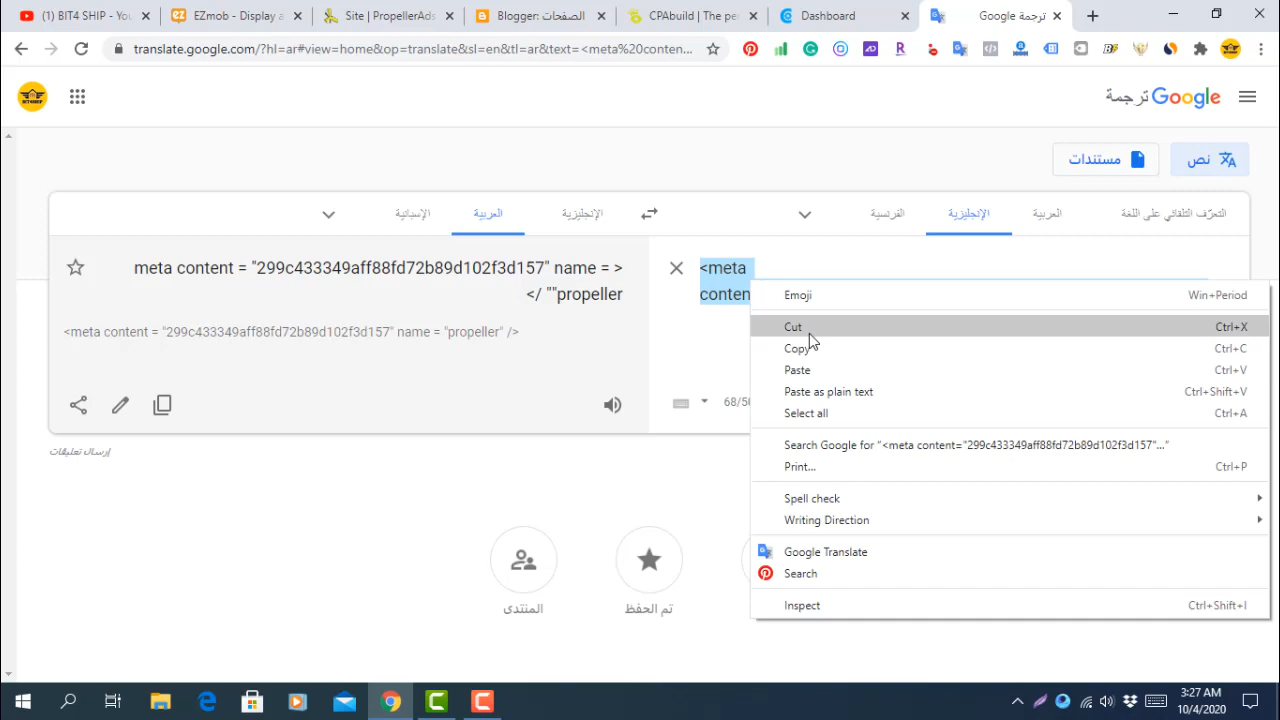 BIT4 SHIP - YouTu
EZmob - Display a
Site | PropellerAds
Blogger: الصفحات
CPAbuild | The pe
Dashboard
ترجمة Google
translate.google.com/?hl=ar#view=home&op=translate&sl=en&tl=ar&text=<meta%20conten...
ترجمة Google
نص
مستندات
التعرّف التلقائي على اللغة
العربية
الإنجليزية
الفرنسية
الإنجليزية
العربية
الإسبانية
<meta
conten
68/50
meta content = "299c433349aff88fd72b89d102f3d157" name = >
</ ""propeller
<meta content = "299c433349aff88fd72b89d102f3d157" name = "propeller" />
إرسال تعليقات
Emoji Win+Period
Cut Ctrl+X
Copy Ctrl+C
Paste Ctrl+V
Paste as plain text Ctrl+Shift+V
Select all Ctrl+A
Search Google for “<meta content="299c433349aff88fd72b89d102f3d157"...”
Print... Ctrl+P
Spell check
Writing Direction
Google Translate
Search
Inspect Ctrl+Shift+I
تم الحفظ
المنتدى
3:27 AM
10/4/2020